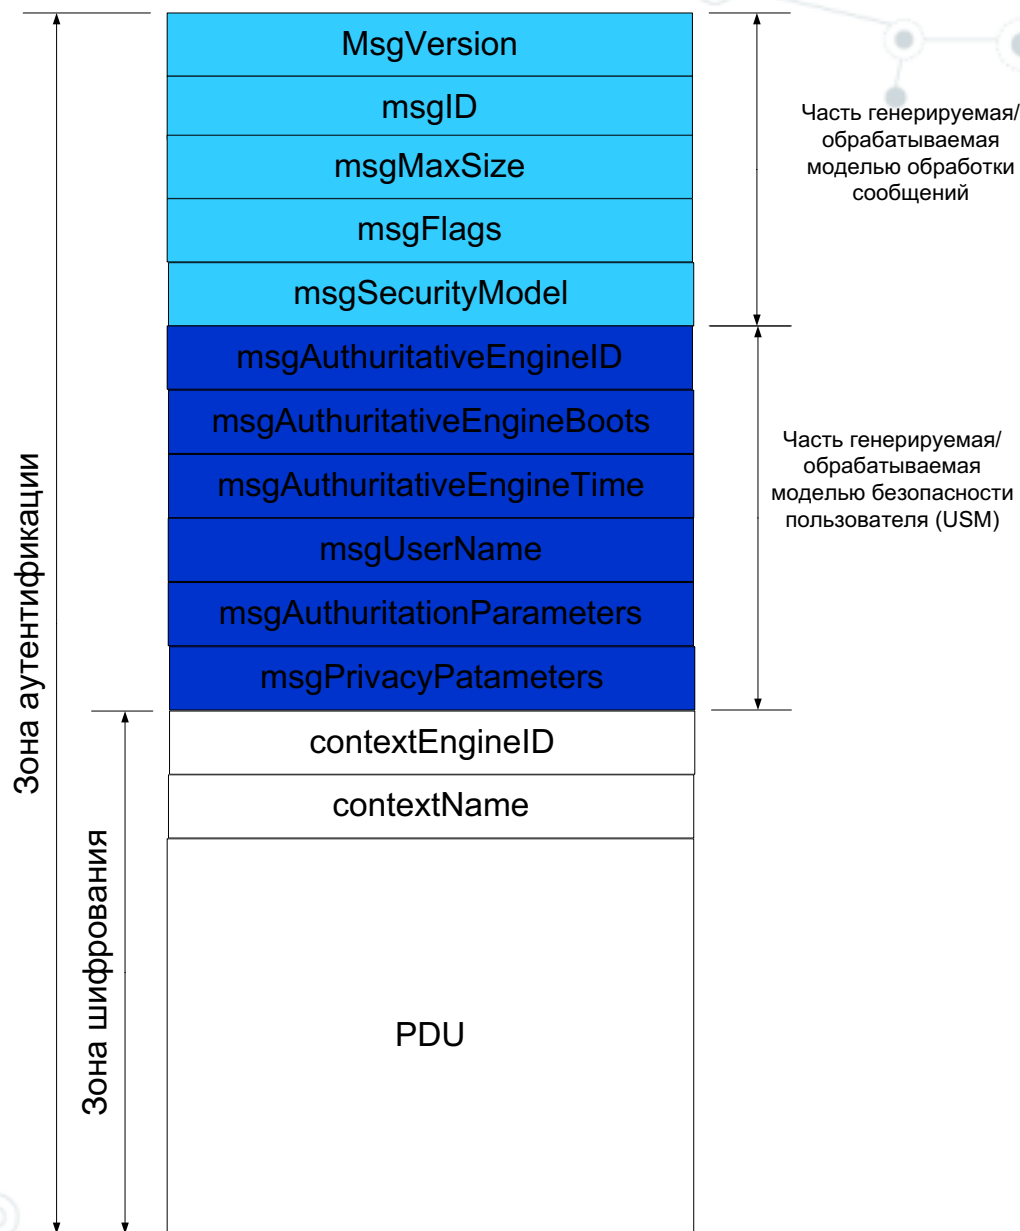 MsgVersion
msgID
msgMaxSize
msgFlags
msgSecurityModel
msgAuthuritativeEngineID
msgAuthuritativeEngineBoots
msgAuthuritativeEngineTime
msgUserName
msgAuthuritationParameters
msgPrivacyPatameters
contextEngineID
contextName
PDU
Часть генерируемая/
обрабатываемая
моделью обработки
сообщений
Часть генерируемая/
обрабатываемая
моделью безопасности
пользователя (USM)
Зона аутентификации
Зона шифрования